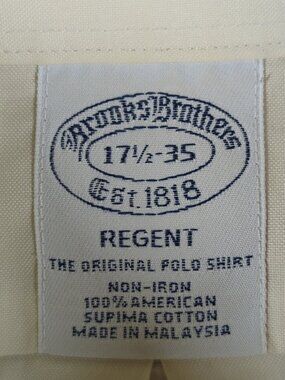 Brooks Brothers
17½-35
Est. 1818
REGENT
THE ORIGINAL POLO SHIRT
NON-IRON
100% AMERICAN
SUPIMA COTTON
MADE IN MALAYSIA